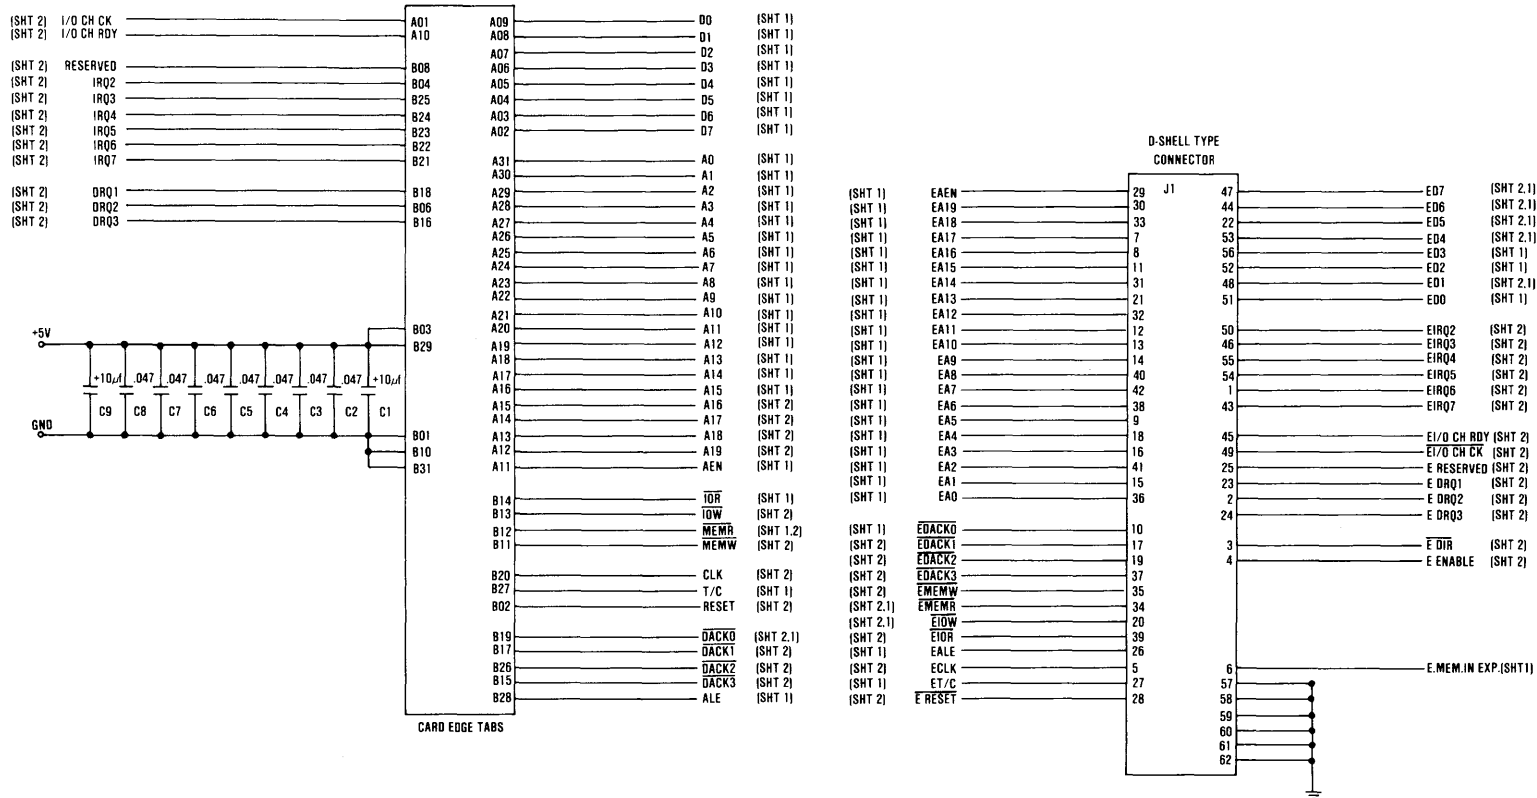 (SHT 2) I/O CH CK A01
(SHT 2) I/O CH RDY A10
(SHT 2) RESERVED B08
(SHT 2) IRQ2 B04
(SHT 2) IRQ3 B25
(SHT 2) IRQ4 B24
(SHT 2) IRQ5 B23
(SHT 2) IRQ6 B22
(SHT 2) IRQ7 B21
(SHT 2) DRQ1 B18
(SHT 2) DRQ2 B06
(SHT 2) DRQ3 B16
+5V B03
B29
+10μf .047 .047 .047 .047 .047 .047 .047 +10μf
C9 C8 C7 C6 C5 C4 C3 C2 C1
GND B01
B10
B31
A09 D0 (SHT 1)
A08 D1 (SHT 1)
A07 D2 (SHT 1)
A06 D3 (SHT 1)
A05 D4 (SHT 1)
A04 D5 (SHT 1)
A03 D6 (SHT 1)
A02 D7 (SHT 1)
A31 A0 (SHT 1)
A30 A1 (SHT 1)
A29 A2 (SHT 1)
A28 A3 (SHT 1)
A27 A4 (SHT 1)
A26 A5 (SHT 1)
A25 A6 (SHT 1)
A24 A7 (SHT 1)
A23 A8 (SHT 1)
A22 A9 (SHT 1)
A21 A10 (SHT 1)
A20 A11 (SHT 1)
A19 A12 (SHT 1)
A18 A13 (SHT 1)
A17 A14 (SHT 1)
A16 A15 (SHT 1)
A15 A16 (SHT 2)
A14 A17 (SHT 2)
A13 A18 (SHT 2)
A12 A19 (SHT 2)
A11 AEN (SHT 1)
B14 IOR (SHT 1)
B13 IOW (SHT 2)
B12 MEMR (SHT 1.2)
B11 MEMW (SHT 2)
B20 CLK (SHT 2)
B27 T/C (SHT 1)
B02 RESET (SHT 2)
B19 DACK0 (SHT 2.1)
B17 DACK1 (SHT 2)
B26 DACK2 (SHT 2)
B15 DACK3 (SHT 2)
B28 ALE (SHT 1)
CARD EDGE TABS
D-SHELL TYPE
CONNECTOR
J1
(SHT 1) EAEN 29
(SHT 1) EA19 30
(SHT 1) EA18 33
(SHT 1) EA17 7
(SHT 1) EA16 8
(SHT 1) EA15 11
(SHT 1) EA14 31
(SHT 1) EA13 21
(SHT 1) EA12 32
(SHT 1) EA11 12
(SHT 1) EA10 13
(SHT 1) EA9 14
(SHT 1) EA8 40
(SHT 1) EA7 42
(SHT 1) EA6 38
(SHT 1) EA5 9
(SHT 1) EA4 18
(SHT 1) EA3 16
(SHT 1) EA2 41
(SHT 1) EA1 15
(SHT 1) EA0 36
(SHT 1) EDACK0 10
(SHT 2) EDACK1 17
(SHT 2) EDACK2 19
(SHT 2) EDACK3 37
(SHT 2) EMEMW 35
(SHT 2.1) EMEMR 34
(SHT 2.1) EIOW 20
(SHT 2) EIOR 39
(SHT 1) EALE 26
(SHT 2) ECLK 5
(SHT 1) ET/C 27
(SHT 2) E RESET 28
47 ED7 (SHT 2.1)
44 ED6 (SHT 2.1)
22 ED5 (SHT 2.1)
53 ED4 (SHT 2.1)
56 ED3 (SHT 1)
52 ED2 (SHT 1)
48 ED1 (SHT 2.1)
51 ED0 (SHT 1)
50 EIRQ2 (SHT 2)
46 EIRQ3 (SHT 2)
55 EIRQ4 (SHT 2)
54 EIRQ5 (SHT 2)
1 EIRQ6 (SHT 2)
43 EIRQ7 (SHT 2)
45 EI/O CH RDY (SHT 2)
49 EI/O CH CK (SHT 2)
25 E RESERVED (SHT 2)
23 E DRQ1 (SHT 2)
2 E DRQ2 (SHT 2)
24 E DRQ3 (SHT 2)
3 E DIR (SHT 2)
4 E ENABLE (SHT 2)
6 E.MEM.IN EXP.(SHT1)
57
58
59
60
61
62